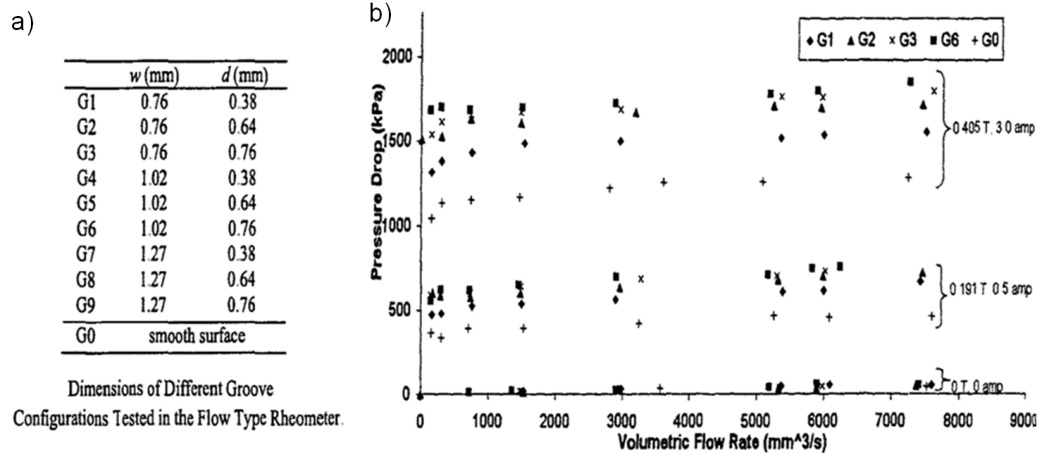 a)
w (mm) d (mm)
G1 0.76 0.38
G2 0.76 0.64
G3 0.76 0.76
G4 1.02 0.38
G5 1.02 0.64
G6 1.02 0.76
G7 1.27 0.38
G8 1.27 0.64
G9 1.27 0.76
G0 smooth surface
Dimensions of Different Groove
Configurations Tested in the Flow Type Rheometer.
b)
G1 G2 G3 G6 G0
Pressure Drop (kPa)
2000
1500
1000
500
0
0 1000 2000 3000 4000 5000 6000 7000 8000 9000
Volumetric Flow Rate (mm^3/s)
0 405 T, 3 0 amp
0 191 T 0 5 amp
0 T, 0 amp